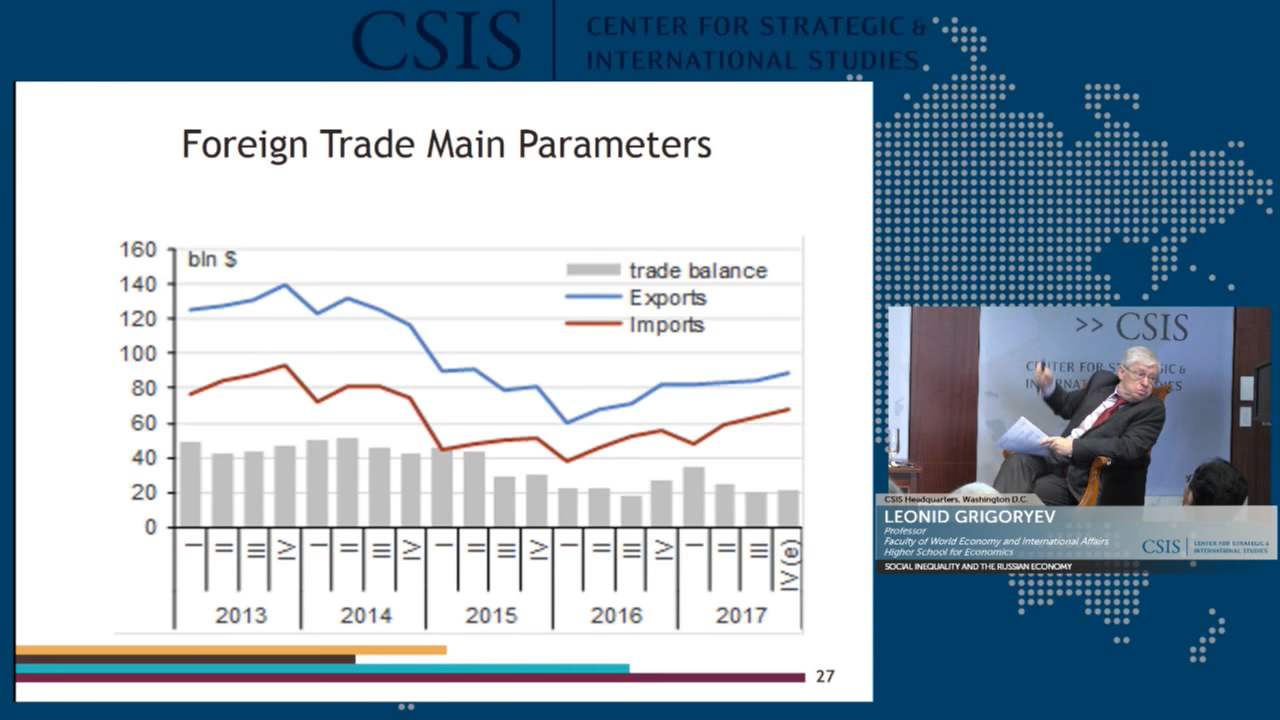 CSIS
CENTER FOR STRATEGIC &
INTERNATIONAL STUDIES
Foreign Trade Main Parameters
bln $
trade balance
Exports
Imports
160
140
120
100
80
60
40
20
0
I II III IV I II III IV I II III IV I II III IV I II III IV (e)
2013 2014 2015 2016 2017
27
>> CSIS
CENTER FOR STRATEGIC &
CSIS Headquarters, Washington D.C.
LEONID GRIGORYEV
Professor
Faculty of World Economy and International Affairs
Higher School for Economics
CSIS
CENTER FOR STRATEGIC &
INTERNATIONAL STUDIES
SOCIAL INEQUALITY AND THE RUSSIAN ECONOMY